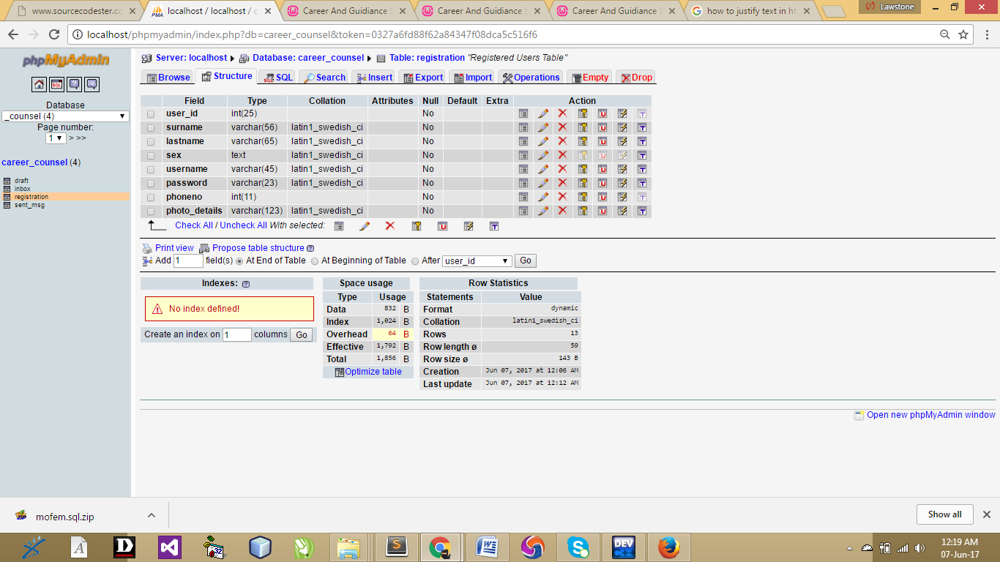 www.sourcecodester.cc
localhost / localhost / c
Career And Guidiance S
Career And Guidiance S
Career And Guidiance S
how to justify text in ht
Lawstone
localhost/phpmyadmin/index.php?db=career_counsel&token=0327a6fd88f62a84347f08dca5c516f6
phpMyAdmin
Database
_counsel (4)
Page number:
1 > >>
career_counsel (4)
draft
inbox
registration
sent_msg
Server: localhost Database: career_counsel Table: registration "Registered Users Table"
Browse Structure SQL Search Insert Export Import Operations Empty Drop
Field Type Collation Attributes Null Default Extra Action
user_id int(25) No
surname varchar(56) latin1_swedish_ci No
lastname varchar(65) latin1_swedish_ci No
sex text latin1_swedish_ci No
username varchar(45) latin1_swedish_ci No
password varchar(23) latin1_swedish_ci No
phoneno int(11) No
photo_details varchar(123) latin1_swedish_ci No
Check All / Uncheck All With selected:
Print view Propose table structure
Add 1 field(s) At End of Table At Beginning of Table After user_id Go
Indexes:
No index defined!
Create an index on 1 columns Go
Space usage
Type Usage
Data 832 B
Index 1,024 B
Overhead 64 B
Effective 1,792 B
Total 1,856 B
Optimize table
Row Statistics
Statements Value
Format dynamic
Collation latin1_swedish_ci
Rows 13
Row length ø 59
Row size ø 143 B
Creation Jun 07, 2017 at 12:06 AM
Last update Jun 07, 2017 at 12:12 AM
Open new phpMyAdmin window
mofem.sql.zip
Show all
12:19 AM
07-Jun-17